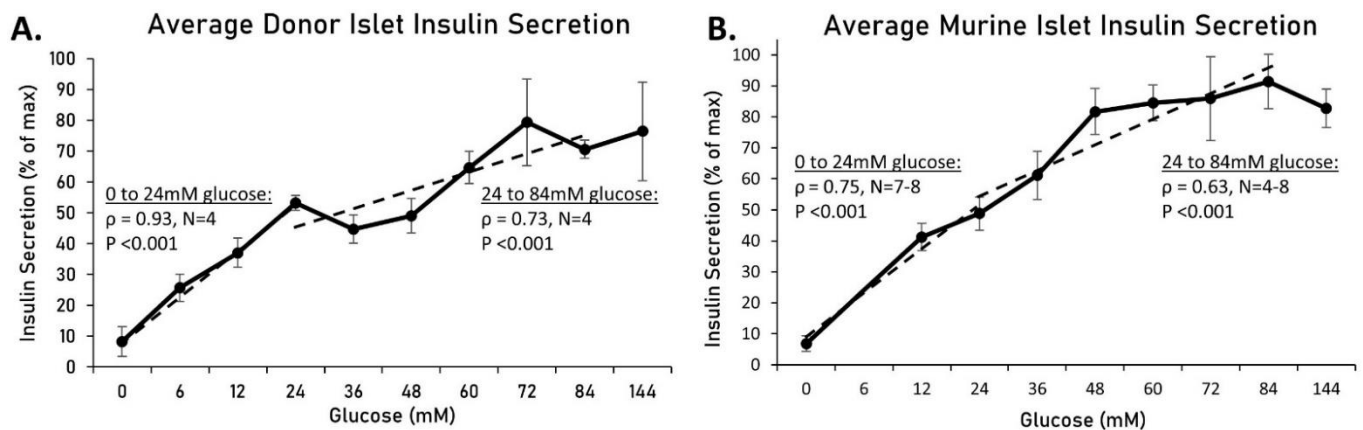 A.
Average Donor Islet Insulin Secretion
Insulin Secretion (% of max)
100
90
80
70
60
50
40
30
20
10
0
0 to 24mM glucose:
ρ = 0.93, N=4
P <0.001
24 to 84mM glucose:
ρ = 0.73, N=4
P <0.001
0 6 12 24 36 48 60 72 84 144
Glucose (mM)
B.
Average Murine Islet Insulin Secretion
Insulin Secretion (% of max)
100
90
80
70
60
50
40
30
20
10
0
0 to 24mM glucose:
ρ = 0.75, N=7-8
P <0.001
24 to 84mM glucose:
ρ = 0.63, N=4-8
P <0.001
0 6 12 24 36 48 60 72 84 144
Glucose (mM)